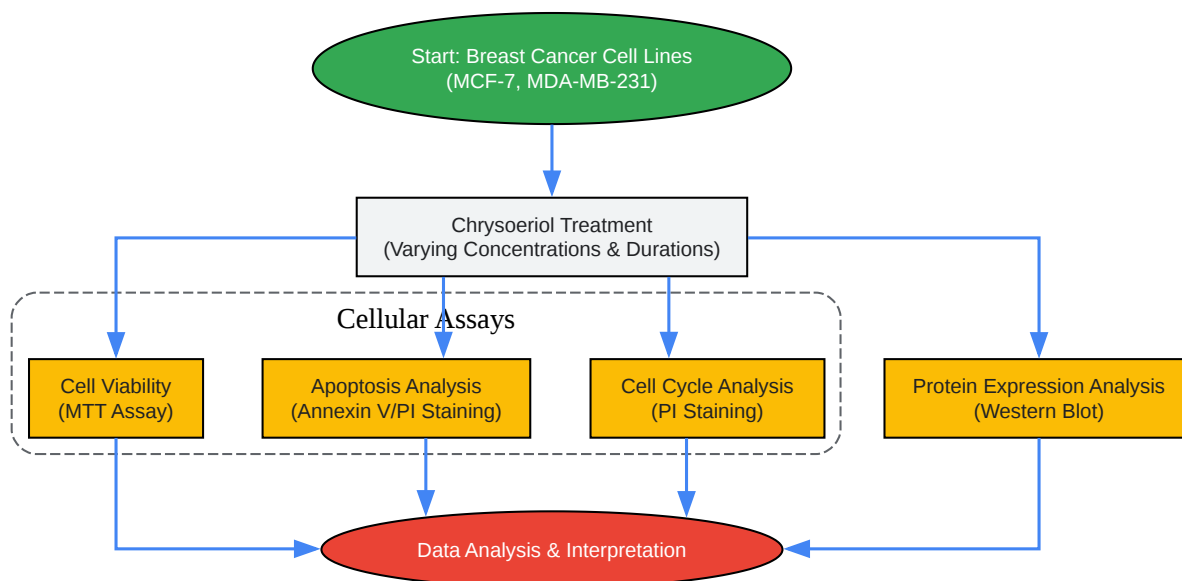 Start: Breast Cancer Cell Lines
(MCF-7, MDA-MB-231)
Chrysoeriol Treatment
(Varying Concentrations & Durations)
Cellular Assays
Cell Viability
(MTT Assay)
Apoptosis Analysis
(Annexin V/PI Staining)
Cell Cycle Analysis
(PI Staining)
Protein Expression Analysis
(Western Blot)
Data Analysis & Interpretation